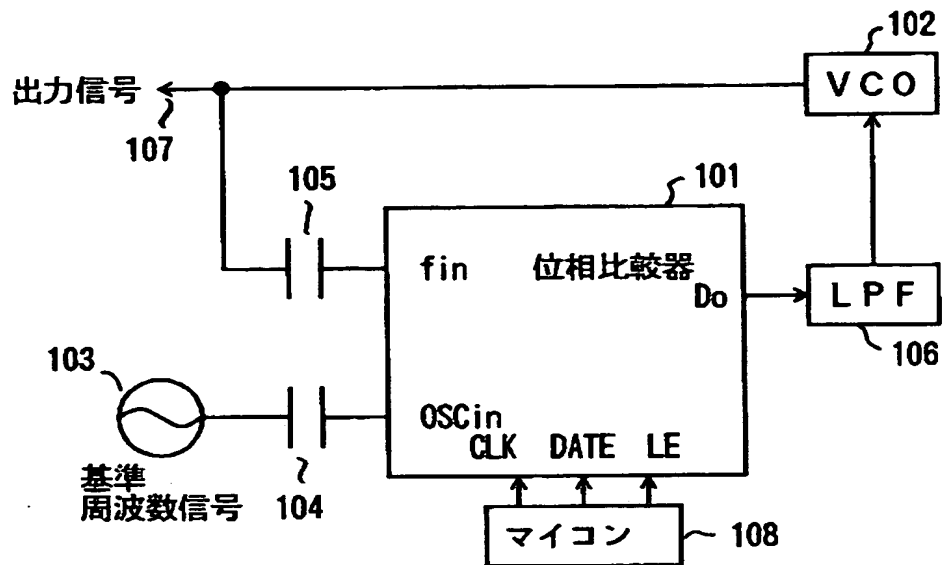 102
VCO
出力信号
107
105
101
fin
位相比較器
Do
LPF
106
103
OSCin
CLK DATE LE
基準
周波数信号
104
マイコン
108